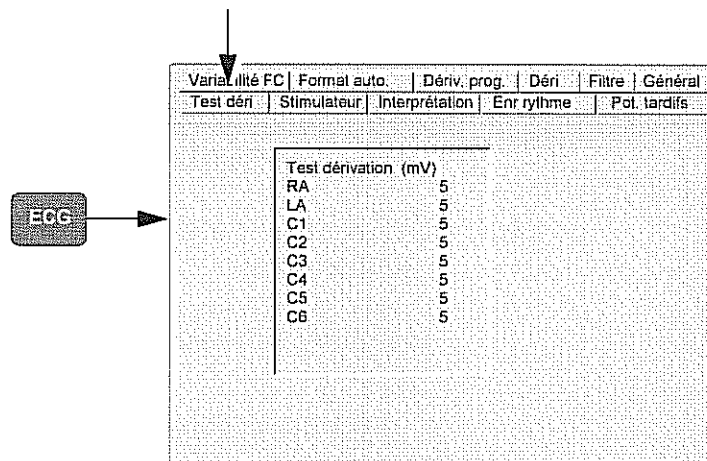 Variabilité FC Format auto. Dériv. prog. Déri Filtre Général
Test déri Stimulateur Interprétation Enr rythme Pot. tardifs
Test dérivation (mV)
RA 5
LA 5
ECG
C1 5
C2 5
C3 5
C4 5
C5 5
C6 5